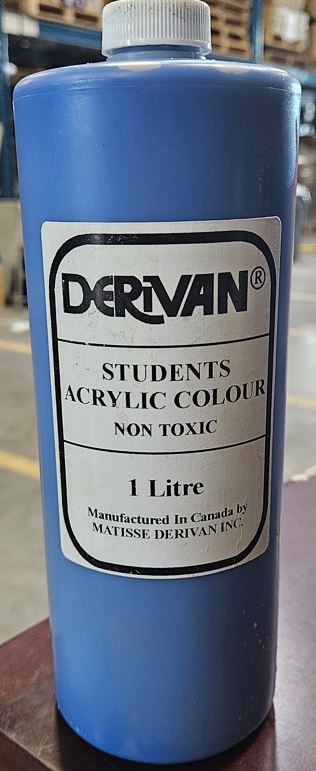 DERiVAN®
STUDENTS
ACRYLIC COLOUR
NON TOXIC
1 Litre
Manufactured In Canada by
MATISSE DERIVAN INC.